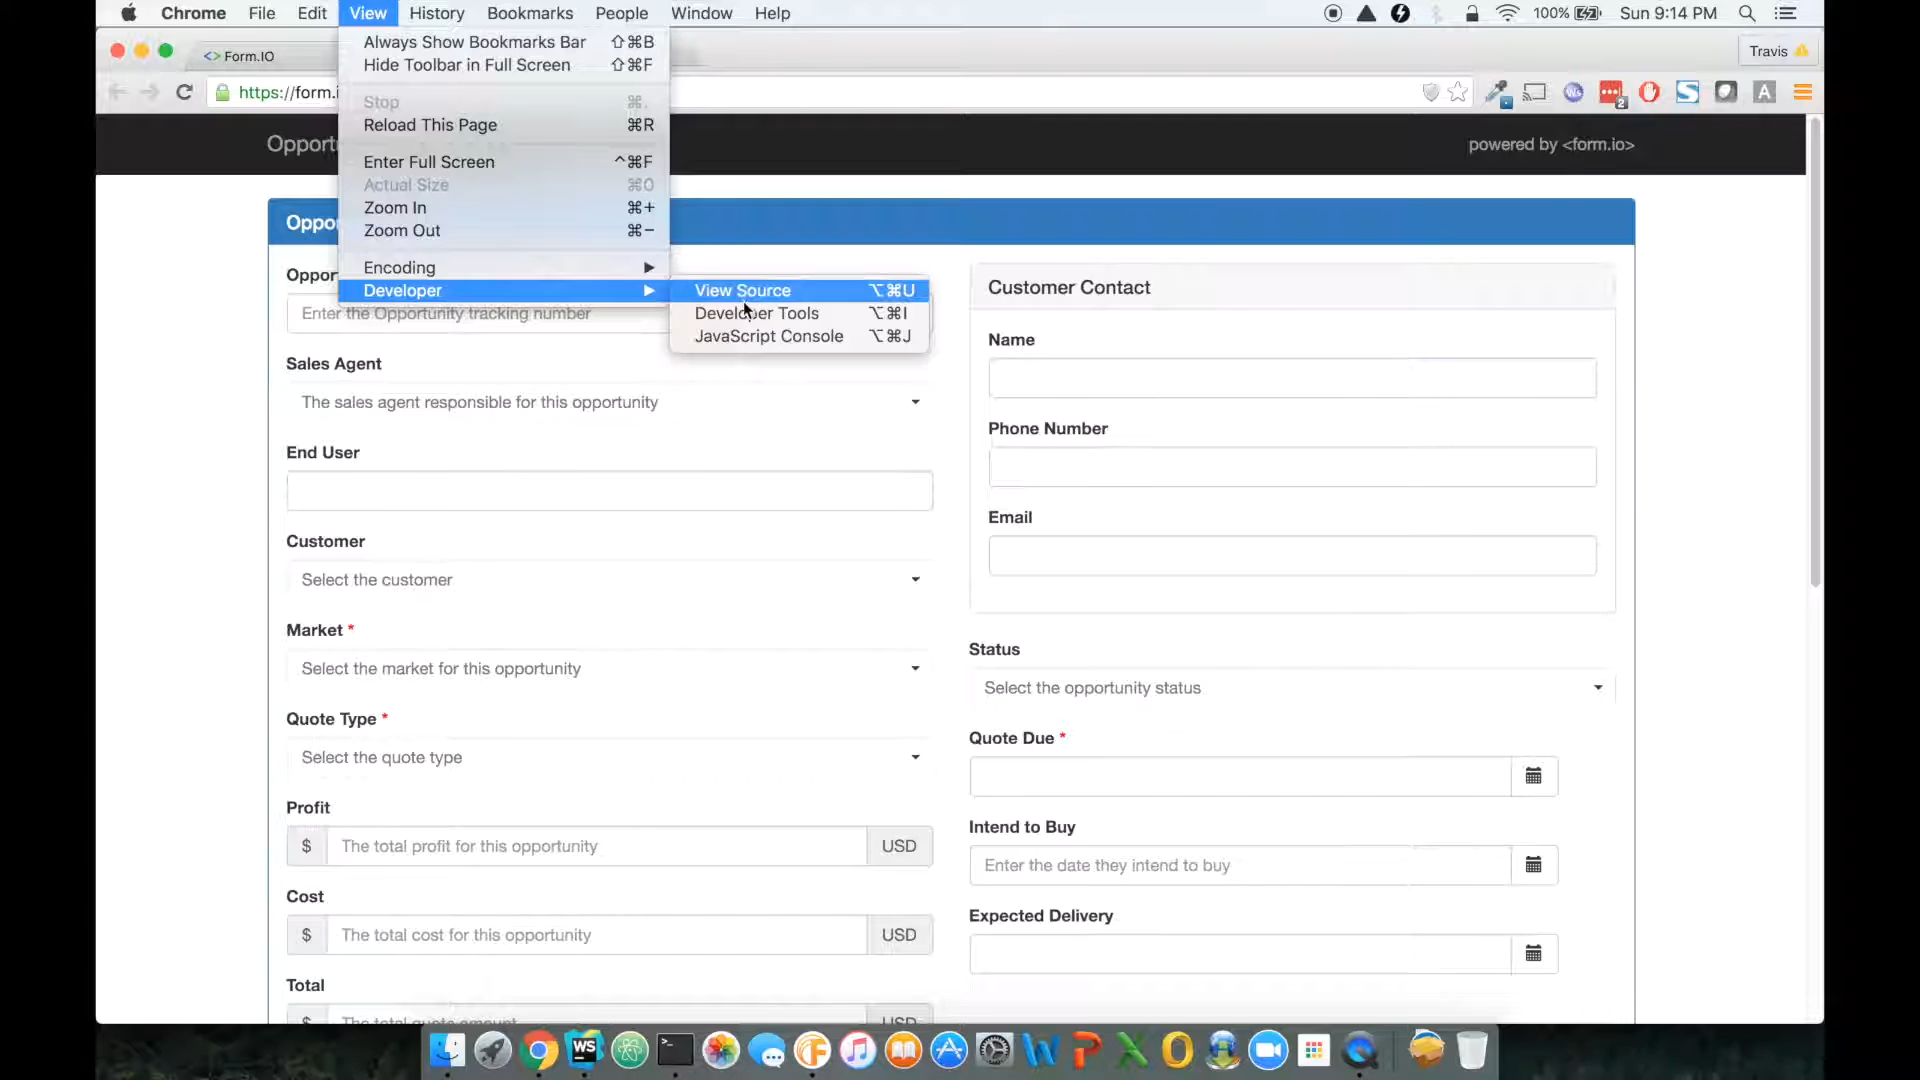 Chrome File Edit View History Bookmarks People Window Help 100% Sun 9:14 PM
<> Form.IO
Travis
https://form.i
Always Show Bookmarks Bar ⇧⌘B
Hide Toolbar in Full Screen ⇧⌘F
Stop ⌘.
Reload This Page ⌘R
Enter Full Screen ^⌘F
Actual Size ⌘0
Zoom In ⌘+
Zoom Out ⌘−
Encoding
Developer
View Source ⌥⌘U
Developer Tools ⌥⌘I
JavaScript Console ⌥⌘J
Opport
powered by <form.io>
Oppo
Oppor
Enter the Opportunity tracking number
Sales Agent
The sales agent responsible for this opportunity
End User
Customer
Select the customer
Market *
Select the market for this opportunity
Quote Type *
Select the quote type
Profit
$ The total profit for this opportunity USD
Cost
$ The total cost for this opportunity USD
Total
$ The total quote amount USD
Customer Contact
Name
Phone Number
Email
Status
Select the opportunity status
Quote Due *
Intend to Buy
Enter the date they intend to buy
Expected Delivery
WS